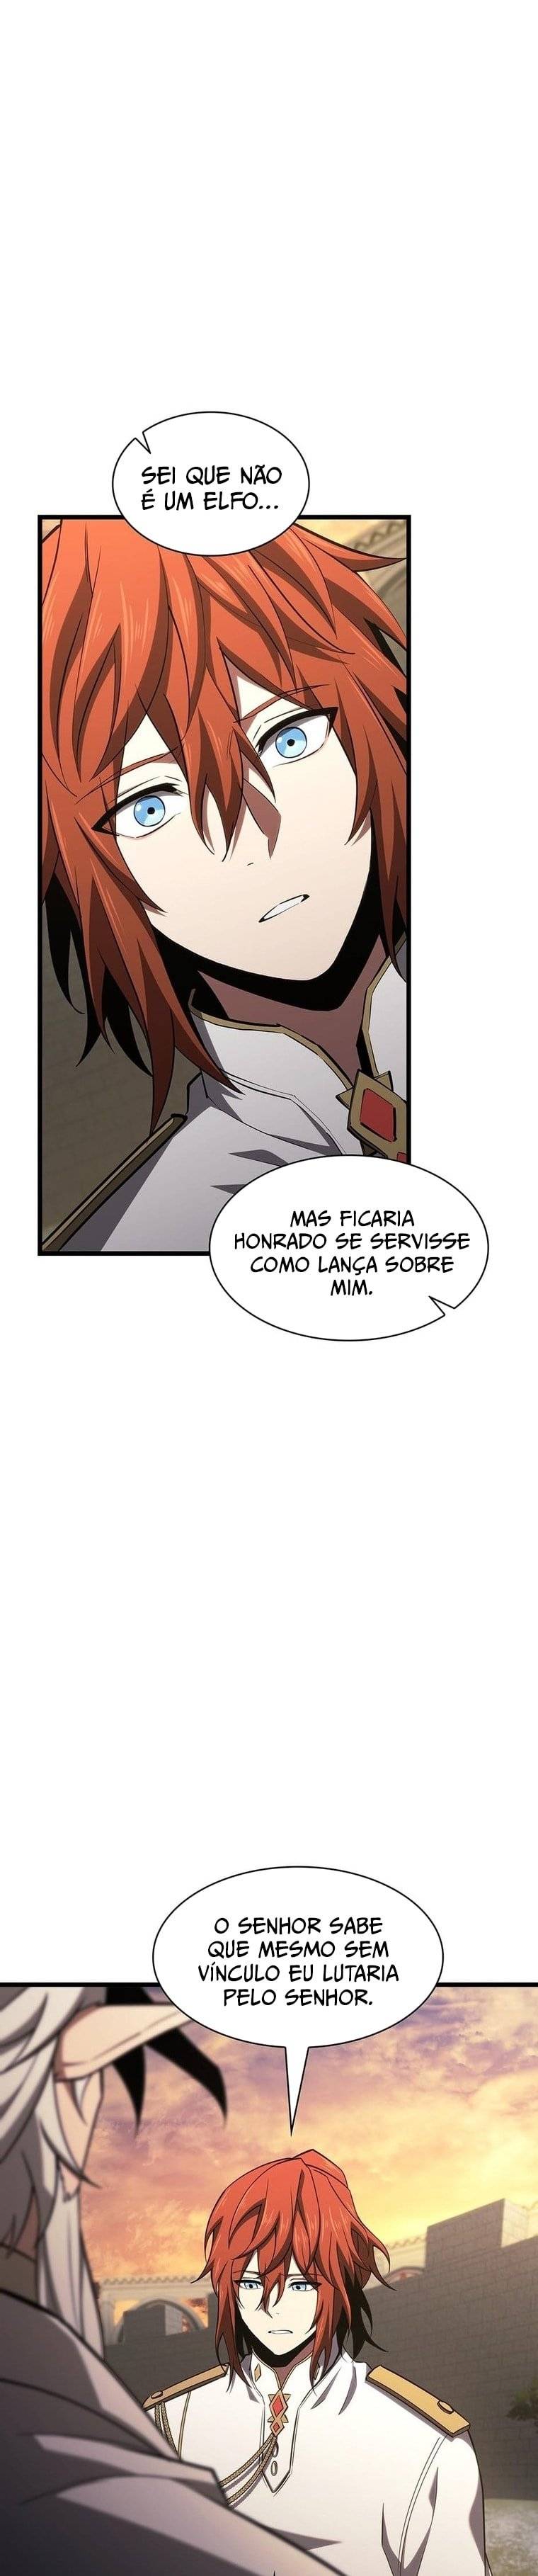 SEI QUE NÃO
É UM ELFO...
MAS FICARIA
HONRADO SE SERVISSE
COMO LANÇA SOBRE
MIM.
O SENHOR SABE
QUE MESMO SEM
VÍNCULO EU LUTARIA
PELO SENHOR.